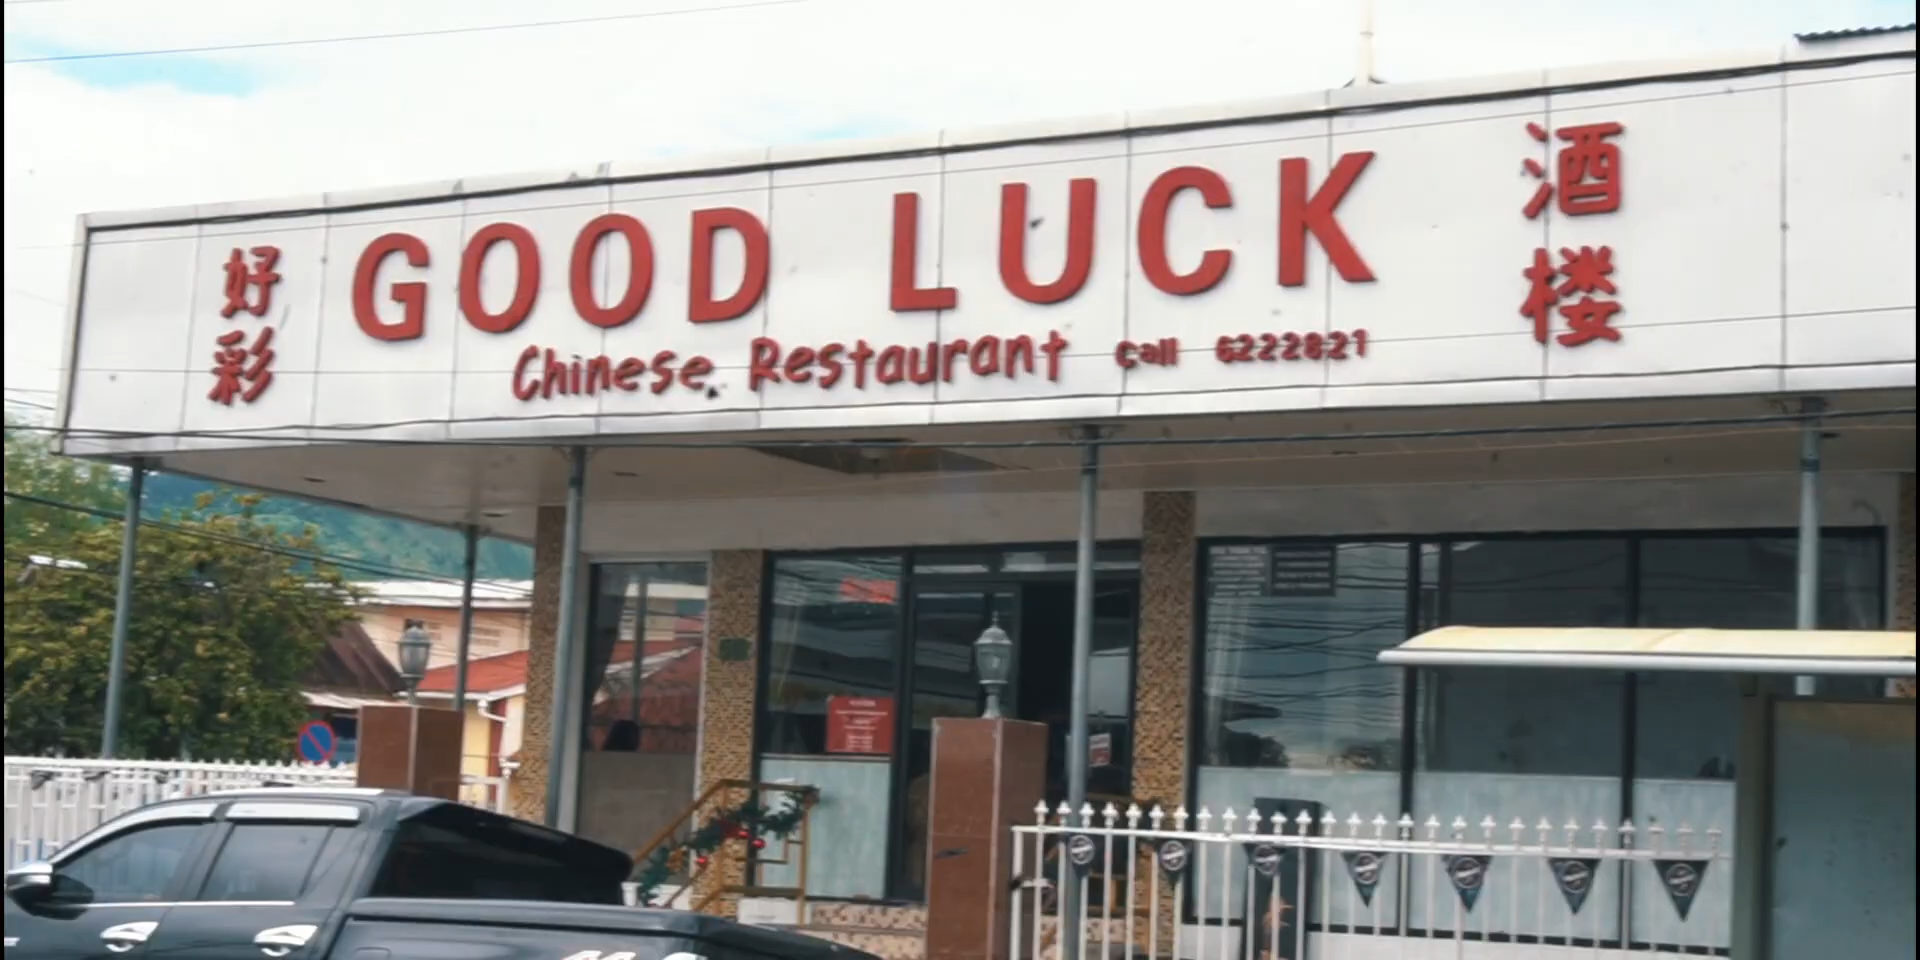 好彩
GOOD LUCK
酒楼
Chinese Restaurant call 6222821